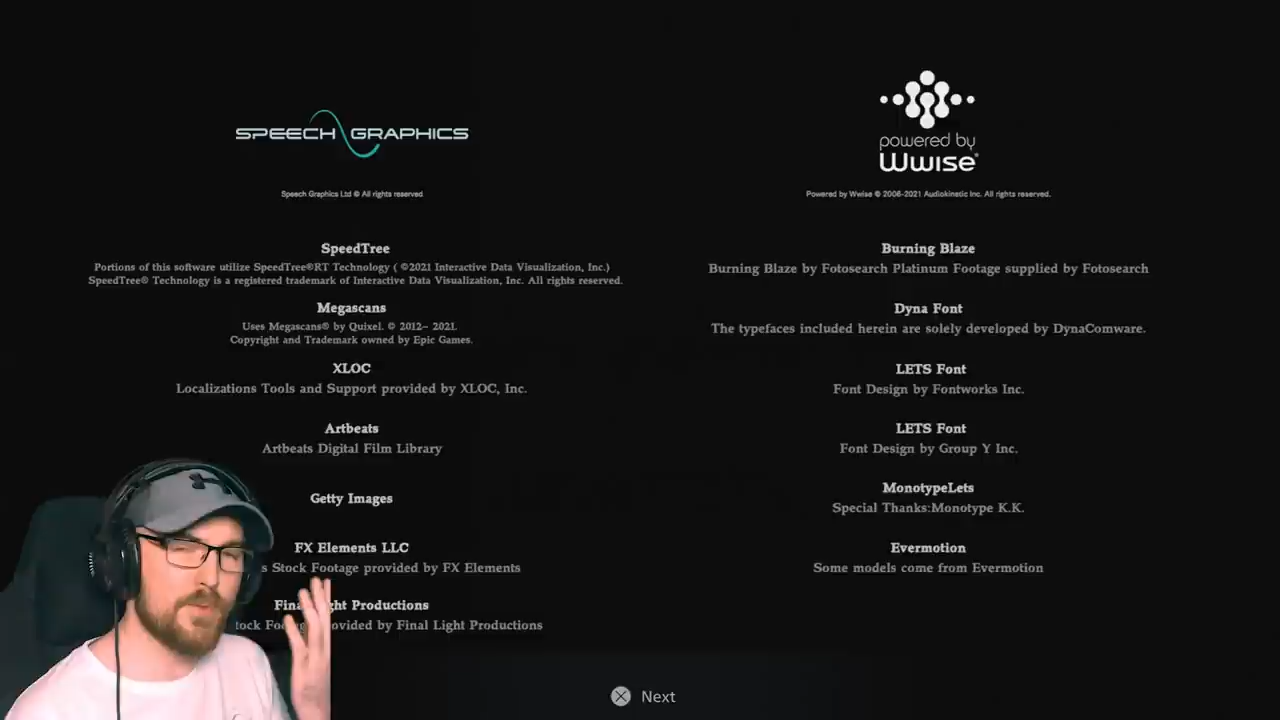 SPEECH GRAPHICS
Speech Graphics Ltd © All rights reserved
SpeedTree
Portions of this software utilize SpeedTree®RT Technology ( ©2021 Interactive Data Visualization, Inc.)
SpeedTree® Technology is a registered trademark of Interactive Data Visualization, Inc. All rights reserved.
Megascans
Uses Megascans® by Quixel. © 2012– 2021.
Copyright and Trademark owned by Epic Games.
XLOC
Localizations Tools and Support provided by XLOC, Inc.
Artbeats
Artbeats Digital Film Library
Getty Images
FX Elements LLC
Stock Footage provided by FX Elements
Light Productions
by Final Light Productions
powered by
Wwise®
Powered by Wwise © 2006-2021 Audiokinetic Inc. All rights reserved.
Burning Blaze
Burning Blaze by Fotosearch Platinum Footage supplied by Fotosearch
Dyna Font
The typefaces included herein are solely developed by DynaComware.
LETS Font
Font Design by Fontworks Inc.
LETS Font
Font Design by Group Y Inc.
MonotypeLets
Special Thanks:Monotype K.K.
Evermotion
Some models come from Evermotion
Next